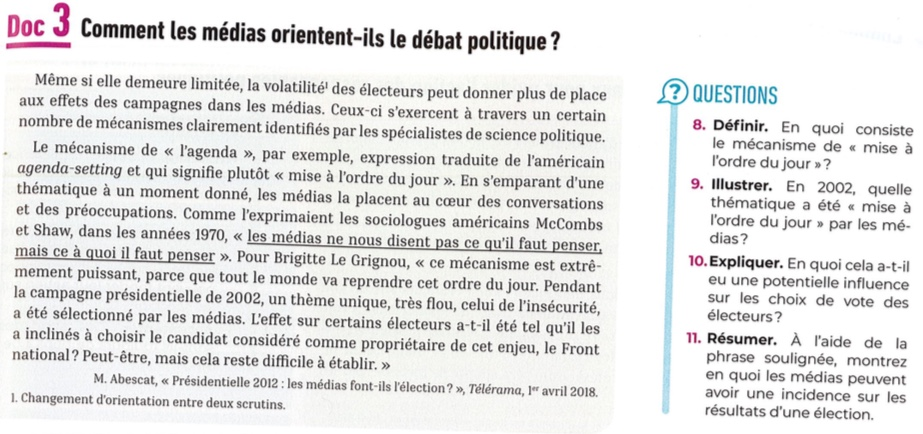 Doc 3 Comment les médias orientent-ils le débat politique ?
Même si elle demeure limitée, la volatilité¹ des électeurs peut donner plus de place
aux effets des campagnes dans les médias. Ceux-ci s'exercent à travers un certain
nombre de mécanismes clairement identifiés par les spécialistes de science politique.
Le mécanisme de « l'agenda », par exemple, expression traduite de l'américain
agenda-setting et qui signifie plutôt « mise à l'ordre du jour ». En s'emparant d'une
thématique à un moment donné, les médias la placent au cœur des conversations
et des préoccupations. Comme l'exprimaient les sociologues américains McCombs
et Shaw, dans les années 1970, « les médias ne nous disent pas ce qu'il faut penser,
mais ce à quoi il faut penser ». Pour Brigitte Le Grignou, « ce mécanisme est extrê-
mement puissant, parce que tout le monde va reprendre cet ordre du jour. Pendant
la campagne présidentielle de 2002, un thème unique, très flou, celui de l'insécurité,
a été sélectionné par les médias. L'effet sur certains électeurs a-t-il été tel qu'il les
a inclinés à choisir le candidat considéré comme propriétaire de cet enjeu, le Front
national ? Peut-être, mais cela reste difficile à établir. »
M. Abescat, « Présidentielle 2012 : les médias font-ils l'élection ? », Télérama, 1er avril 2018.
1. Changement d'orientation entre deux scrutins.
? QUESTIONS
8. Définir. En quoi consiste
le mécanisme de « mise à
l'ordre du jour » ?
9. Illustrer. En 2002, quelle
thématique a été « mise à
l'ordre du jour » par les mé-
dias ?
10. Expliquer. En quoi cela a-t-il
eu une potentielle influence
sur les choix de vote des
électeurs ?
11. Résumer. À l'aide de la
phrase soulignée, montrez
en quoi les médias peuvent
avoir une incidence sur les
résultats d'une élection.